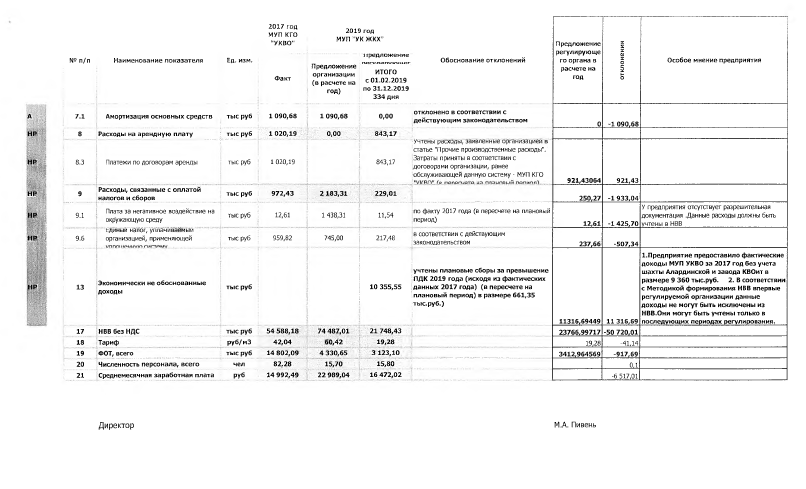 2017 год
МУП КГО
"УКВО"
2019 год
МУП "УК ЖКХ"
№ п/п Наименование показателя Ед. изм. Факт
Предложение
организации
(в расчете на
год)
ИТОГО
с 01.02.2019
по 31.12.2019
334 дня
Обоснование отклонений
Предложение
регулирующе
го органа в
расчете на
год
отклонении
Особое мнение предприятия
А 7.1 Амортизация основных средств тыс руб 1 090,68 1 090,68 0,00
отклонено в соответствии с
действующим законодательством
0 -1 090,68
НР 8 Расходы на арендную плату тыс руб 1 020,19 0,00 843,17
НР 8.3 Платежи по договорам аренды тыс руб 1 020,19 843,17
Учтены расходы, заявленные организацией в
статье "Прочие производственные расходы".
Затраты приняты в соответствии с
договорами организации, ранее
обслуживающей данную систему - МУП КГО
"УКВО" (в пересчете на плановый период)
921,43064 921,43
НР 9 Расходы, связанные с оплатой
налогов и сборов
тыс руб 972,43 2 183,31 229,01
250,27 -1 933,04
НР 9.1 Плата за негативное воздействие на
окружающую среду
тыс руб 12,61 1 438,31 11,54
по факту 2017 года (в пересчете на плановый
период)
12,61 -1 425,70
У предприятия отсутствует разрешительная
документация .Данные расходы должны быть
учтены в НВВ
НР 9.6 единый налог, уплачиваемый
организацией, применяющей
упрощенную систему
тыс руб 959,82 745,00 217,48
в соответствии с действующим
законодательством
237,66 -507,34
НР 13 Экономически не обоснованные
доходы
тыс руб 10 355,55
учтены плановые сборы за превышение
ПДК 2019 года (исходя из фактических
данных 2017 года) (в пересчете на
плановый период) в размере 661,35
тыс.руб.)
11316,69449 11 316,69
1.Предприятие предоставило фактические
доходы МУП УКВО за 2017 год без учета
шахты Алардинской и завода КВОит в
размере 9 360 тыс.руб. 2. В соответствии
с Методикой формирования НВВ впервые
регулируемой организации данные
доходы не могут быть исключены из
НВВ.Они могут быть учтены только в
последующих периодах регулирования.
17 НВВ без НДС тыс руб 54 588,18 74 487,01 21 748,43 23766,99717 -50 720,01
18 Тариф руб/м3 42,04 60,42 19,28 19,28 -41,14
19 ФОТ, всего тыс руб 14 802,09 4 330,65 3 123,10 3412,964569 -917,69
20 Численность персонала, всего чел 82,28 15,70 15,80 0,1
21 Среднемесячная заработная плата руб 14 992,49 22 989,04 16 472,02 -6 517,01
Директор М.А. Пивень